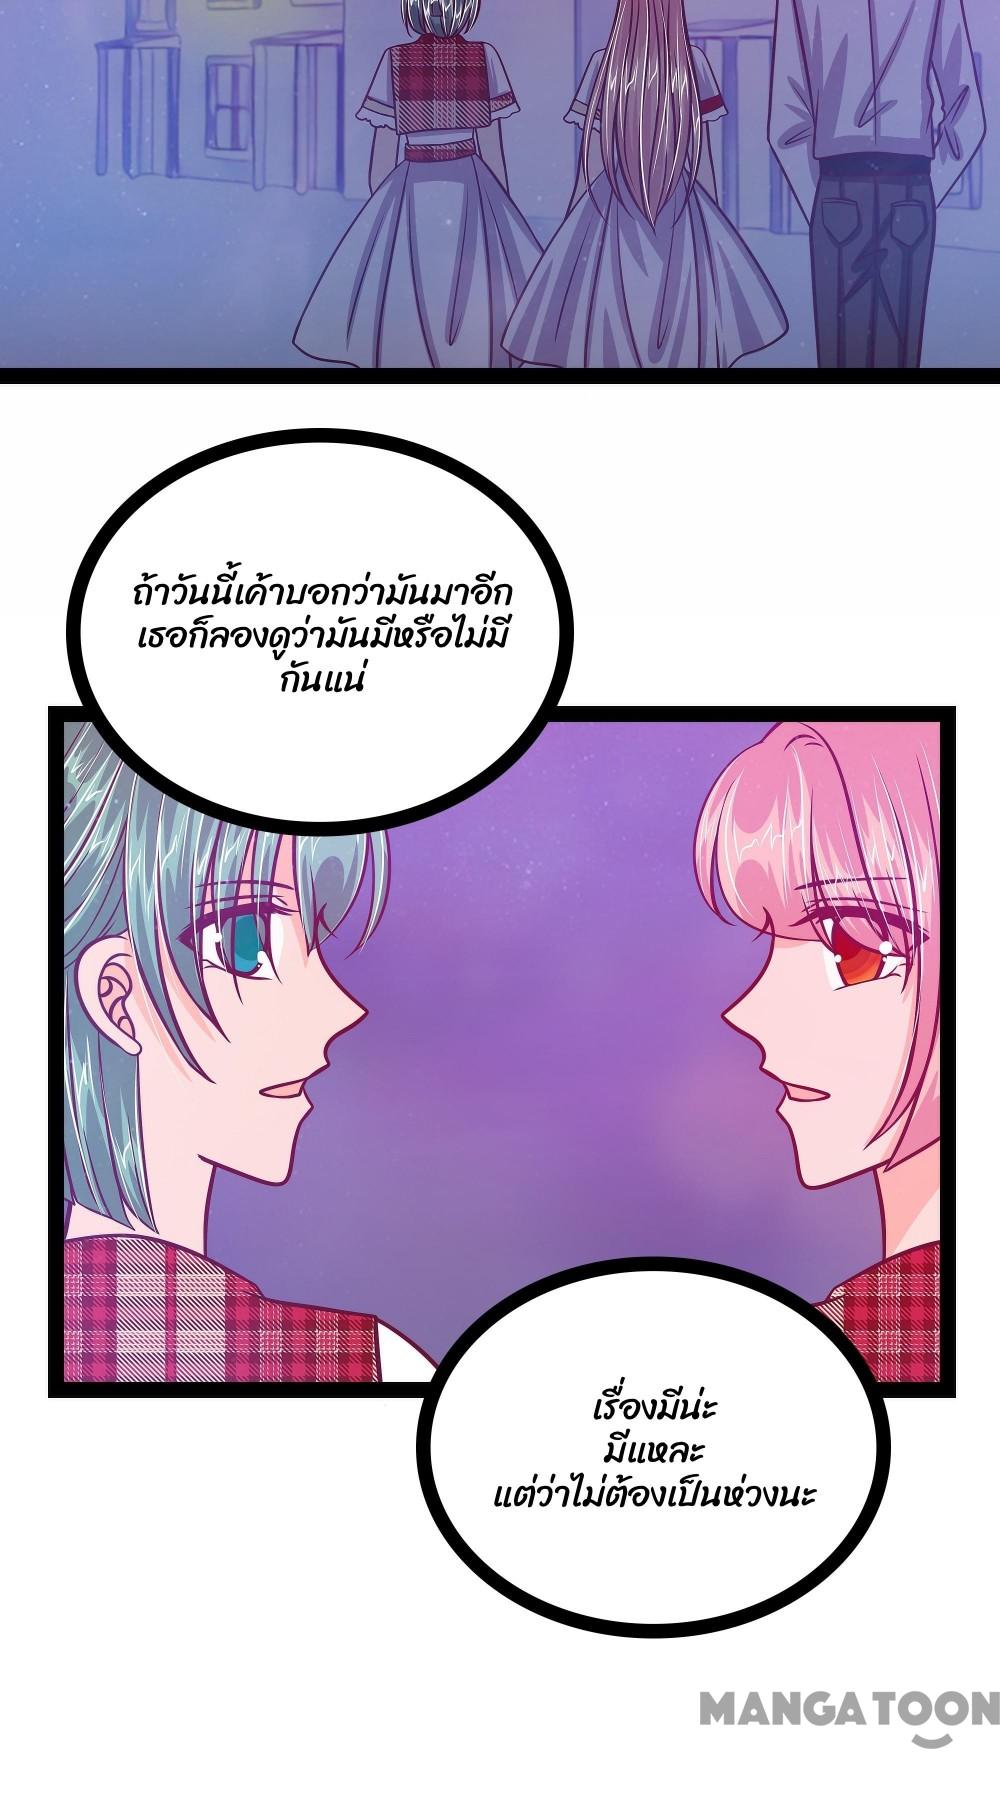 ถ้าวันนี้เค้าบอกว่ามันมาอีก
เธอก็ลองดูว่ามันมีหรือไม่มี
กันแน่
เรื่องมีน่ะ
มีแหละ
แต่ว่าไม่ต้องเป็นห่วงนะ
MANGATOON